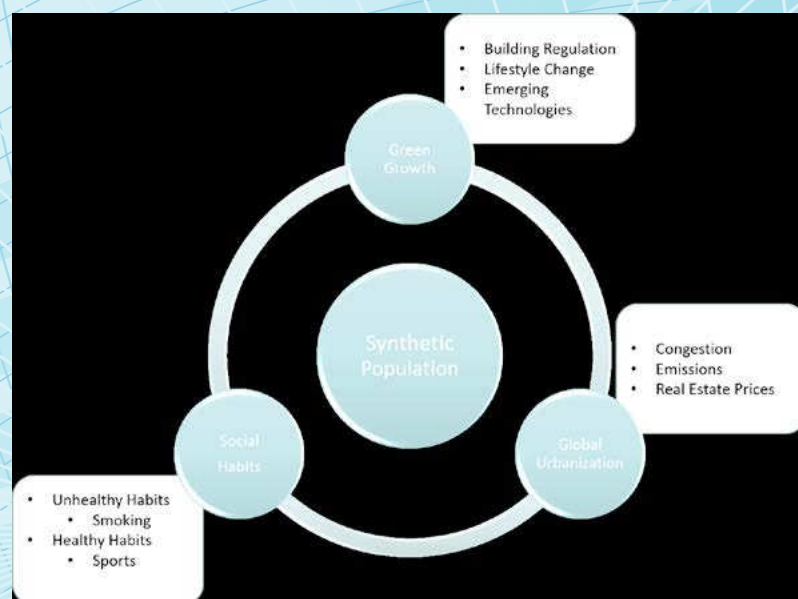 • Building Regulation
• Lifestyle Change
• Emerging
Technologies
Green
Growth
Synthetic
Population
• Congestion
• Emissions
• Real Estate Prices
Social
Habits
Global
Urbanization
• Unhealthy Habits
• Smoking
• Healthy Habits
• Sports